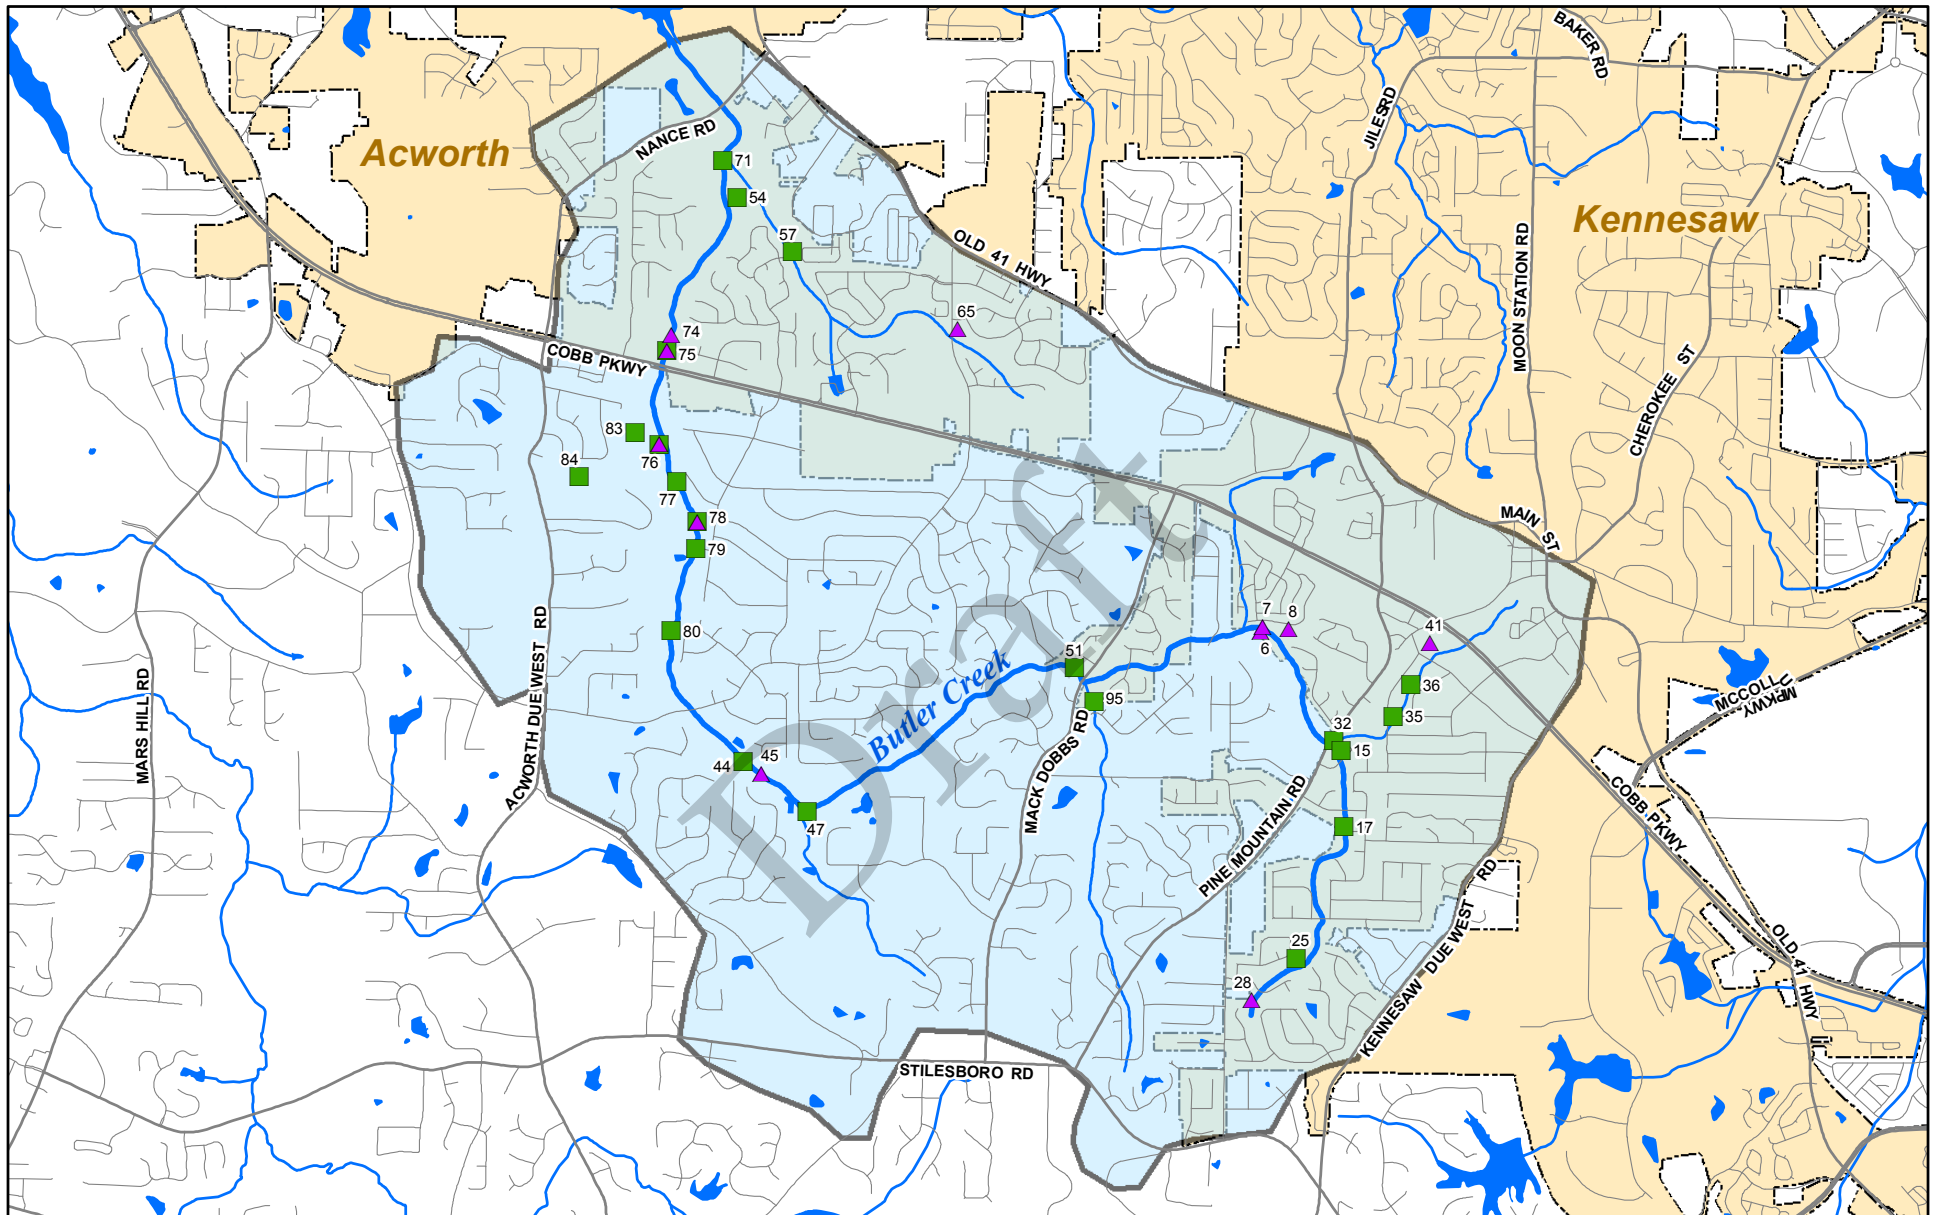 BAKER RD
JILES RD
Acworth
NANCE RD
71
Kennesaw
54
57
OLD 41 HWY
MOON STATION RD
65
74
75
COBB PKWY
CHEROKEE ST
83
76
84
77
78
79
MAIN ST
Draft
80
ACWORTH DUE WEST RD
7
8
6
41
51
Butler Creek
36
95
35
MARS HILL RD
MCCOLLUM PKWY
32
15
44
45
47
MACK DOBBS RD
PINE MOUNTAIN RD
17
COBB PKWY
KENNESAW DUE WEST RD
25
28
OLD 41 HWY
STILESBORO RD